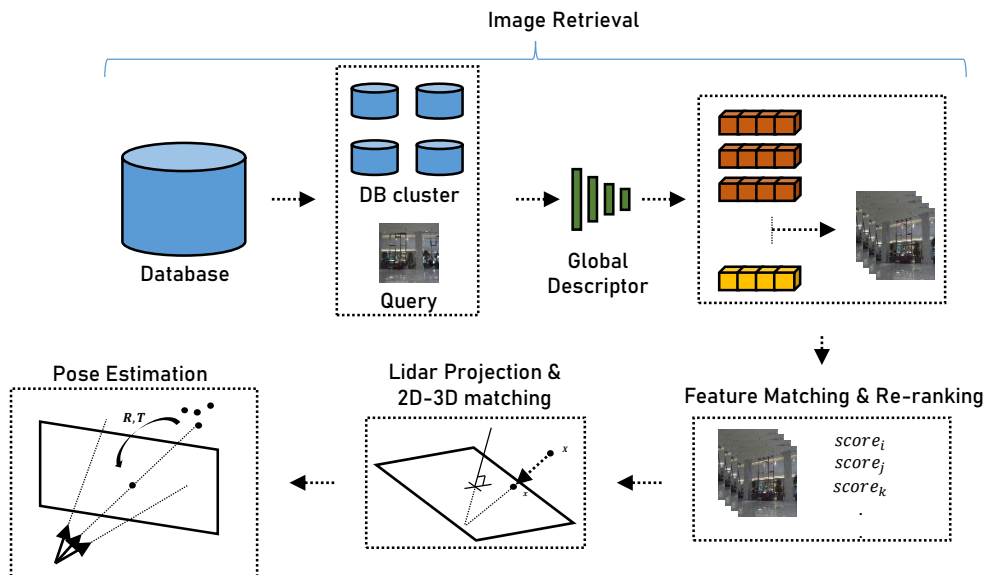 Image Retrieval
Database
DB cluster
Query
Global
Descriptor
Feature Matching & Re-ranking
score_i
score_j
score_k
.
.
Lidar Projection &
2D-3D matching
x
x
Pose Estimation
R,T